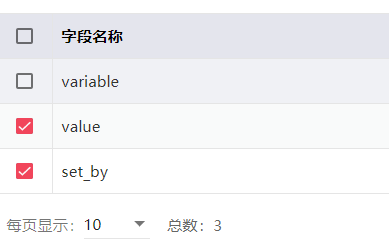 字段名称
variable
value
set_by
每页显示: 10 总数: 3